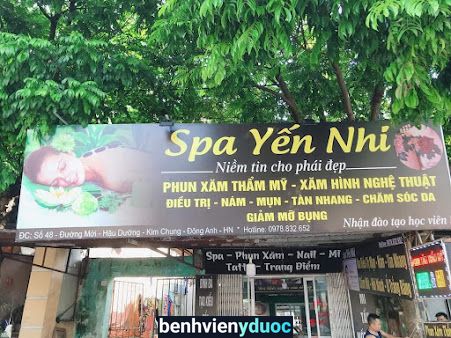 Spa Yến Nhi
Niềm tin cho phái đẹp
PHUN XĂM THẨM MỸ - XĂM HÌNH NGHỆ THUẬT
ĐIỀU TRỊ - NÁM - MỤN - TÀN NHANG - CHĂM SÓC DA
GIẢM MỠ BỤNG
Nhận đào tạo học viên
ĐC: Số 48 - Đường Mới - Hậu Dưỡng - Kim Chung - Đông Anh - HN * Hotline: 0978.832.652
Spa - Phun Xăm - Nail - Mi
Trang Điểm
benhvienyduoc